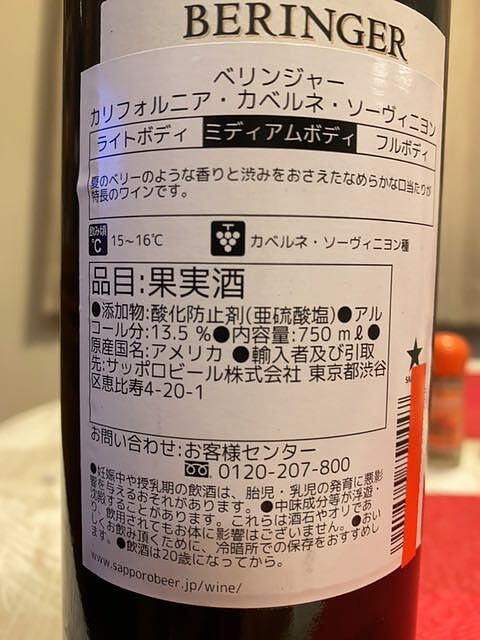 BERINGER
ベリンジャー
カリフォルニア・カベルネ・ソーヴィニヨン
ライトボディ ミディアムボディ フルボディ
夏のベリーのような香りと渋みをおさえたなめらかな口当たりが
特長のワインです。
飲み頃 ℃ 15～16℃ カベルネ・ソーヴィニヨン種
品目:果実酒
●添加物:酸化防止剤(亜硫酸塩)●アル
コール分:13.5 %●内容量:750 mℓ●
原産国名:アメリカ ●輸入者及び引取
先:サッポロビール株式会社 東京都渋谷
区恵比寿4-20-1
お問い合わせ:お客様センター
0120-207-800
●妊娠中や授乳期の飲酒は、胎児・乳児の発育に悪影
響を与えるおそれがあります。●中味成分等が浮遊・
沈殿することがあります。これらは酒石やオリであ
り、飲用されてもお体に影響はございません。●おい
しくお飲み頂くために、冷暗所での保存をおすすめし
ます。●飲酒は20歳になってから。
www.sapporobeer.jp/wine/